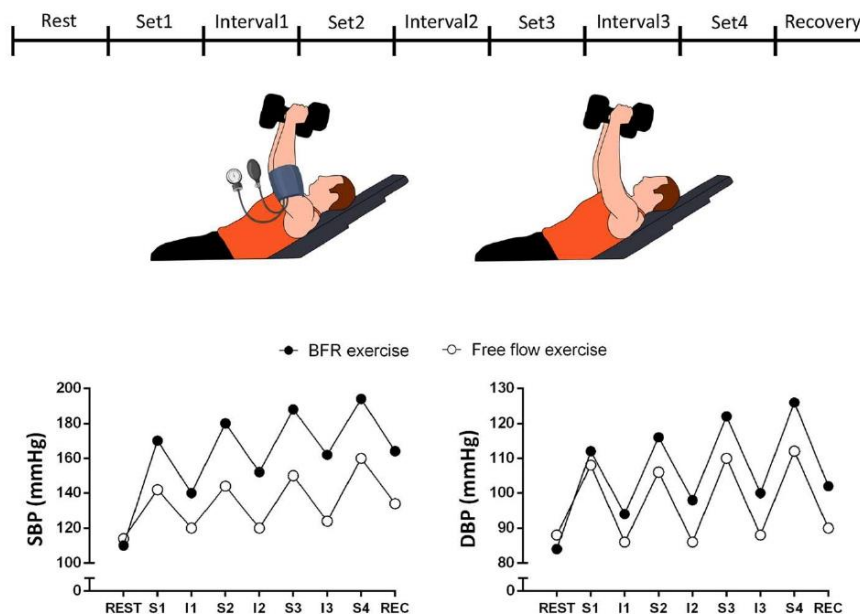 Rest Set1 Interval1 Set2 Interval2 Set3 Interval3 Set4 Recovery
BFR exercise Free flow exercise
SBP (mmHg)
200
180
160
140
120
100
0
REST S1 I1 S2 I2 S3 I3 S4 REC
DBP (mmHg)
130
120
110
100
90
80
0
REST S1 I1 S2 I2 S3 I3 S4 REC